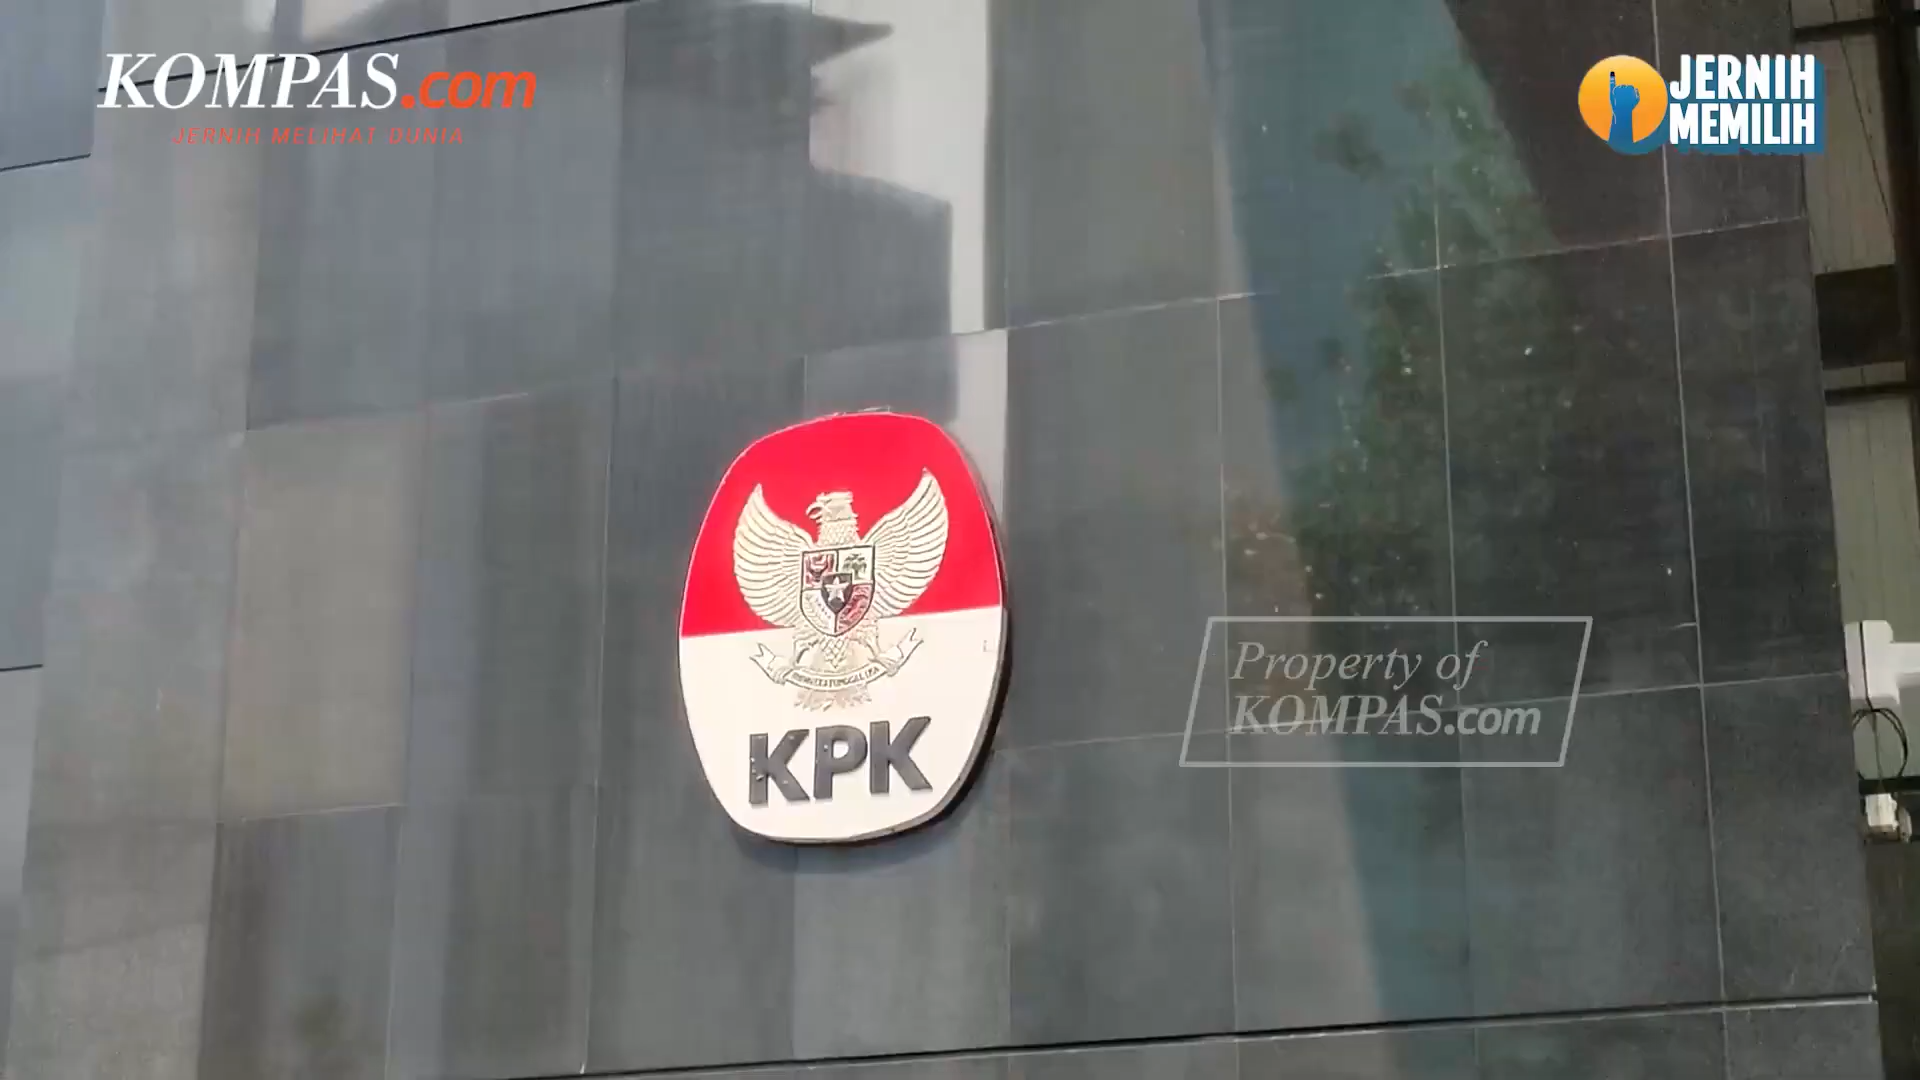 KOMPAS.com
JERNIH MELIHAT DUNIA
JERNIH
MEMILIH
KPK
Property of
KOMPAS.com